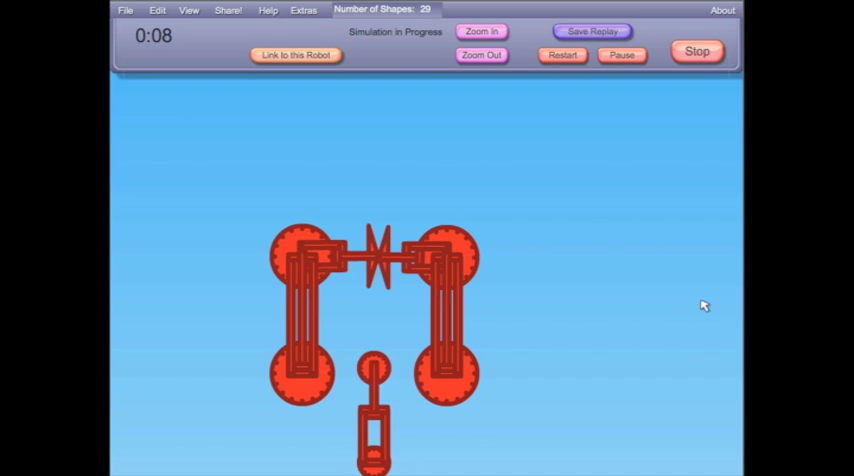 File Edit View Share! Help Extras Number of Shapes: 29 About
0:08 Simulation in Progress Zoom In Save Replay
Link to this Robot Zoom Out Restart Pause Stop